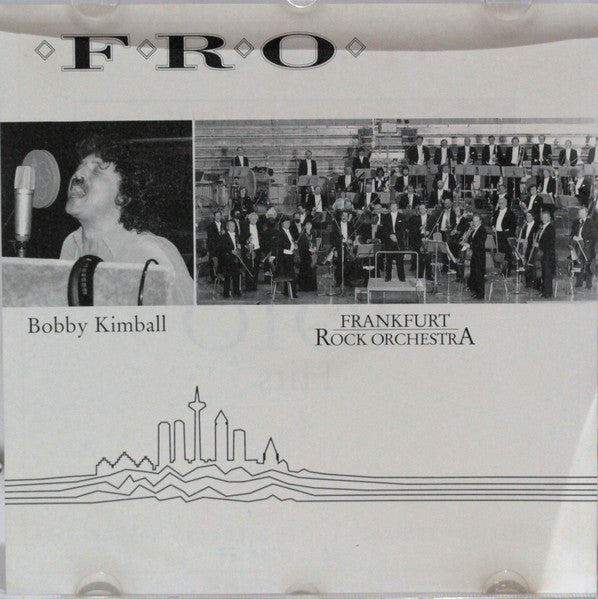 F·R·O
Bobby Kimball
FRANKFURT
ROCK ORCHESTRA